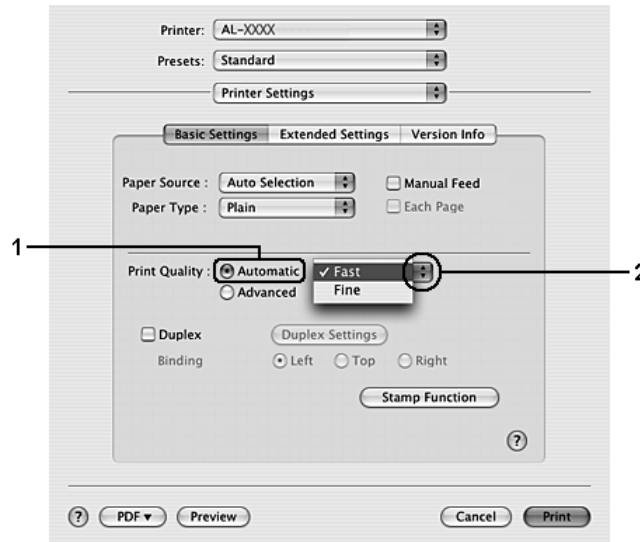 Printer: AL-XXXX
Presets: Standard
Printer Settings
Basic Settings Extended Settings Version Info
Paper Source : Auto Selection Manual Feed
Paper Type : Plain Each Page
1
Print Quality : Automatic ✓ Fast 2
Advanced Fine
Duplex Duplex Settings
Binding Left Top Right
Stamp Function
?
? PDF ▼ Preview Cancel Print